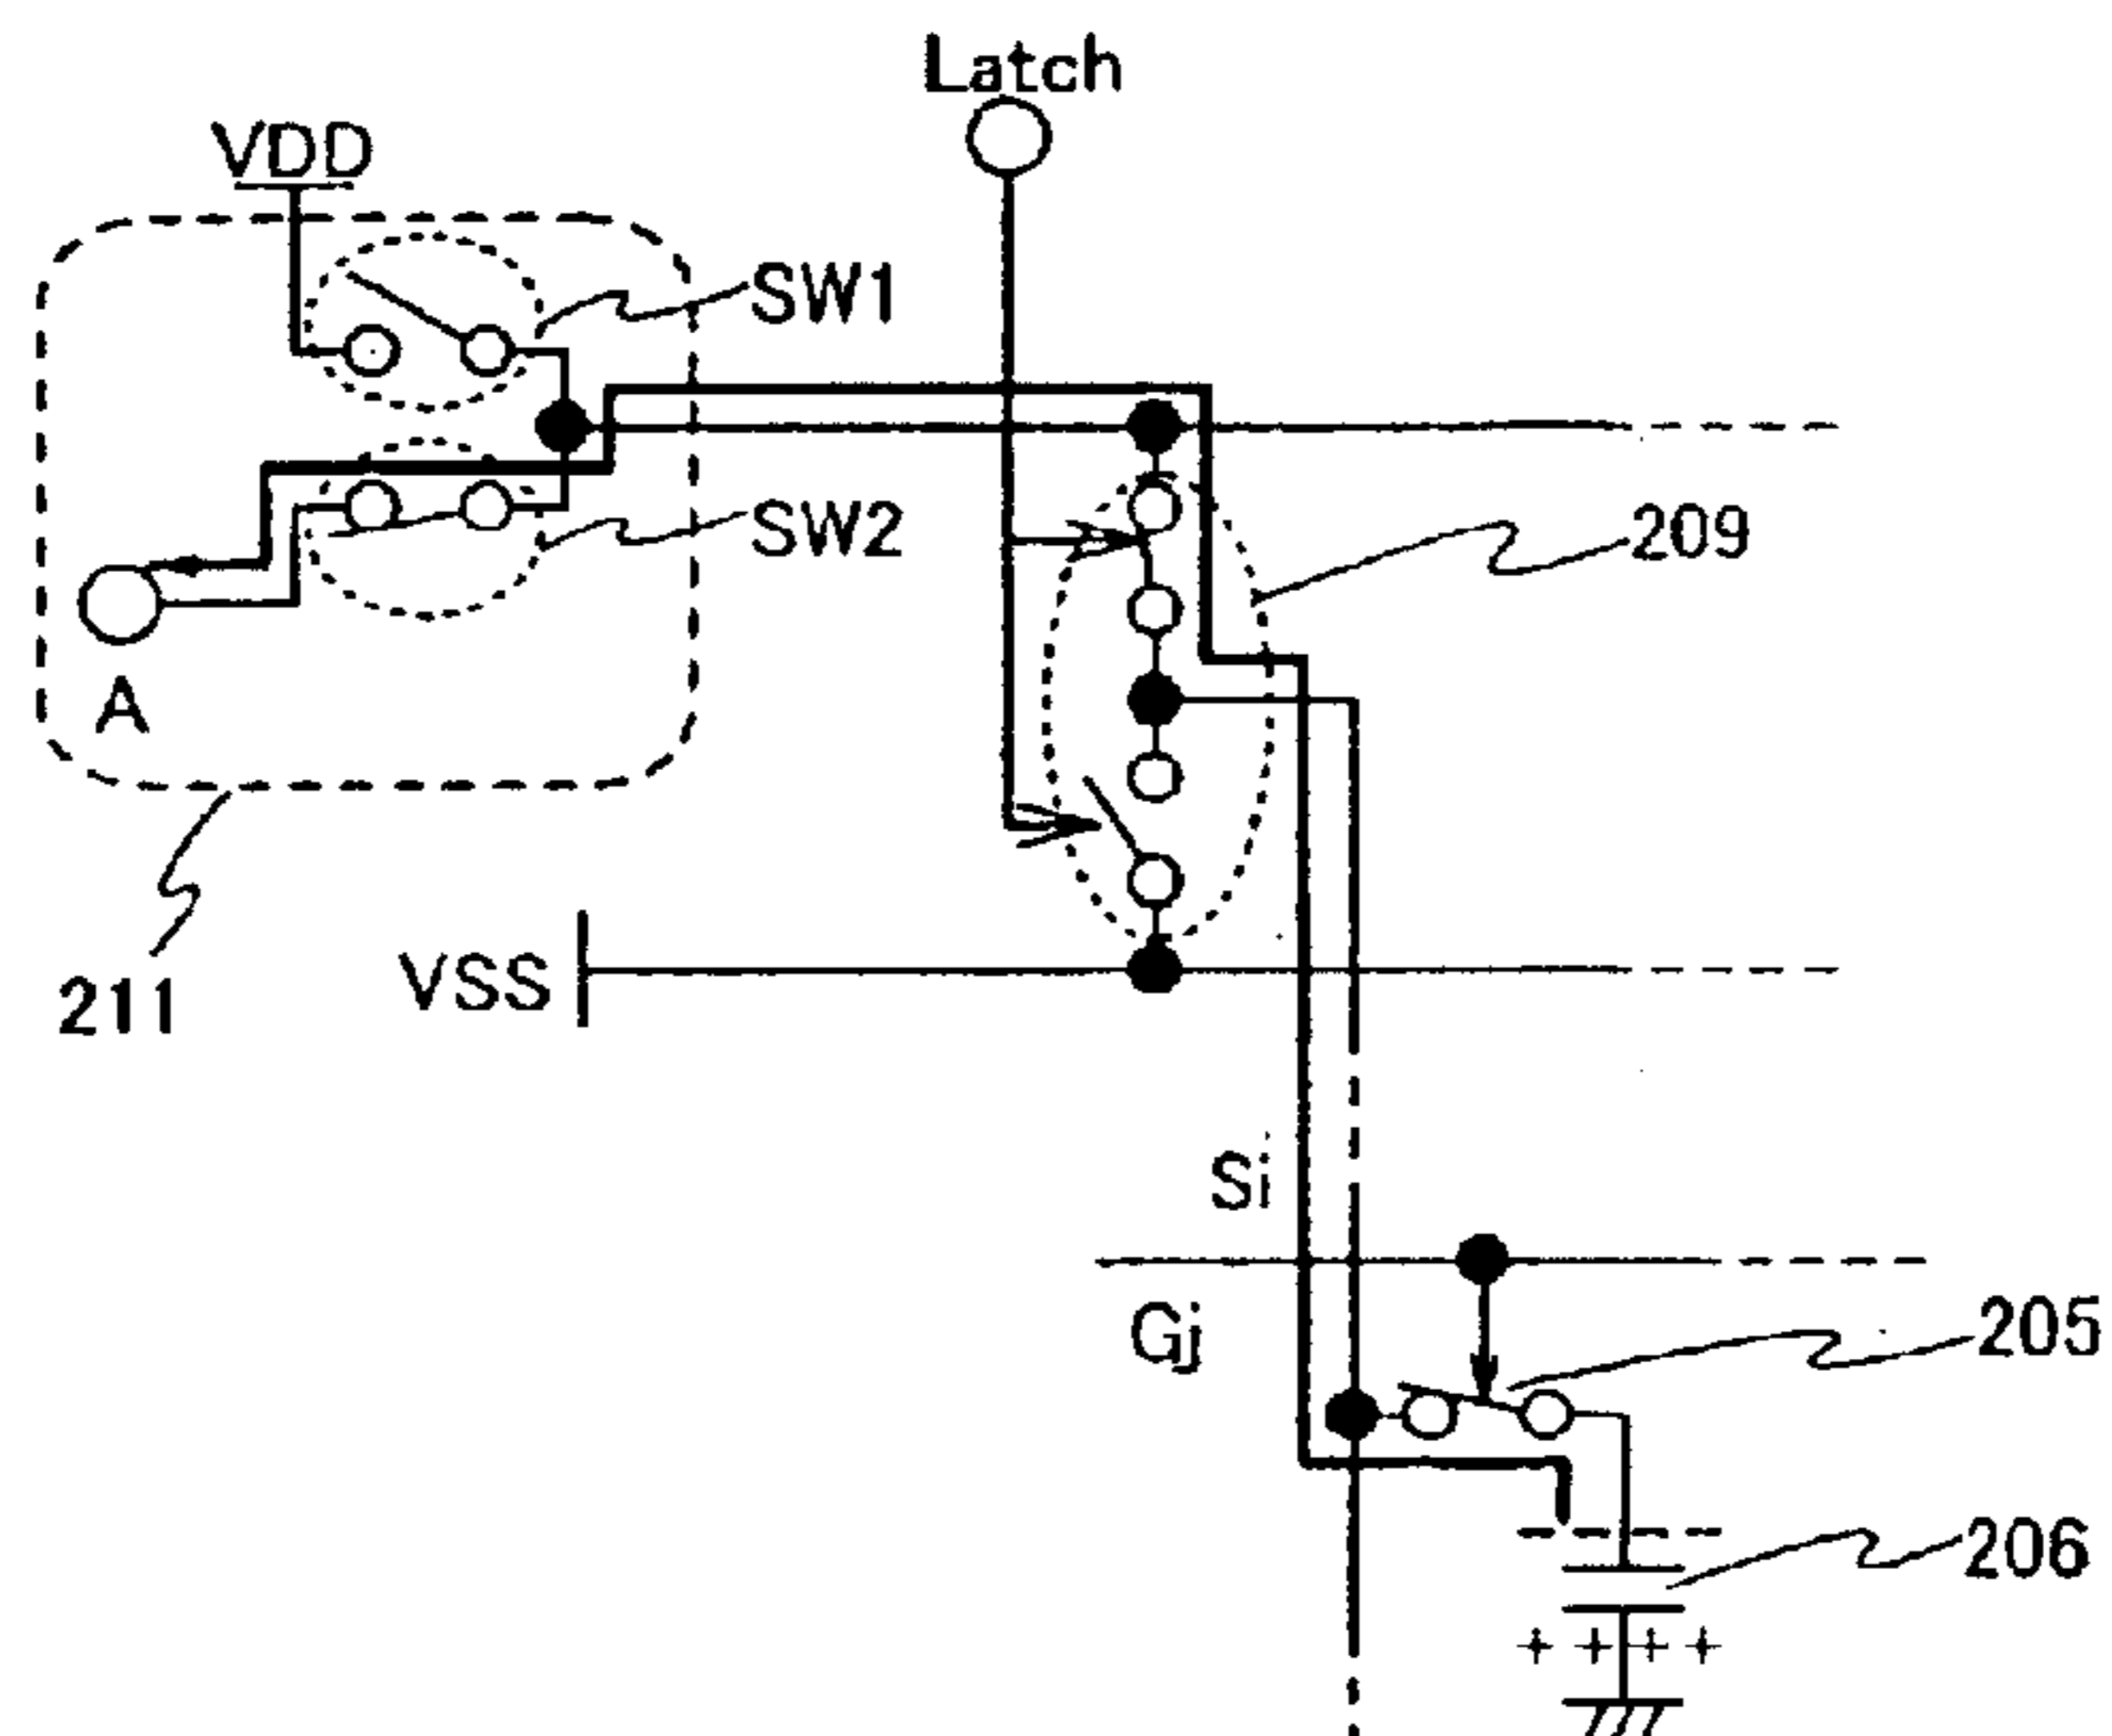 Latch
VDD
SW1
SW2
209
A
211
VSS
Si
Gj
205
206
++++